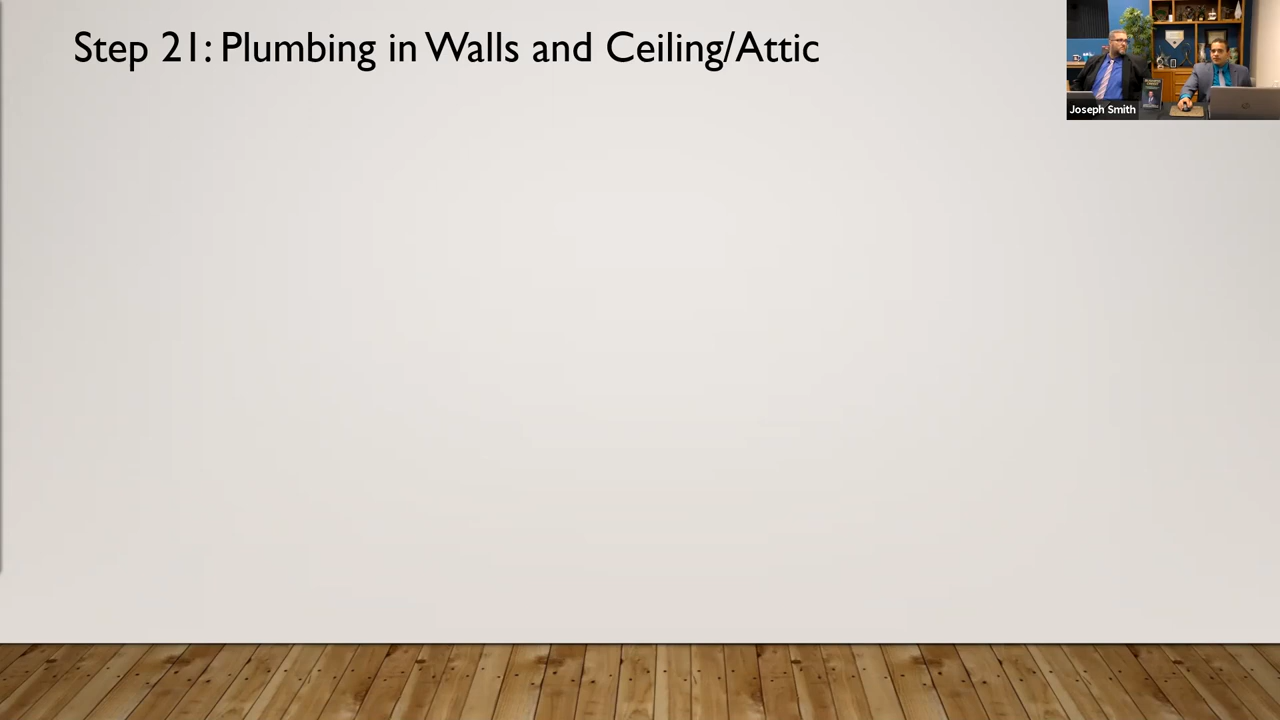 Step 21: Plumbing in Walls and Ceiling/Attic
Joseph Smith